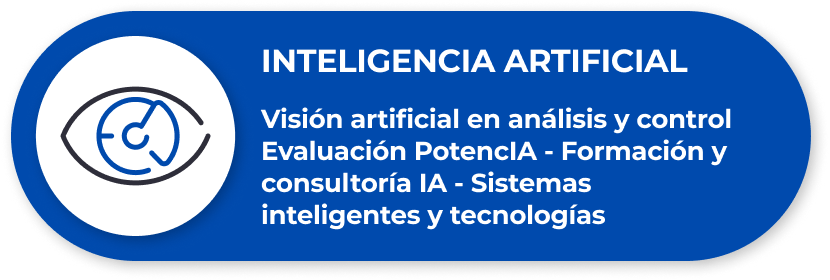 INTELIGENCIA ARTIFICIAL
Visión artificial en análisis y control
Evaluación PotencIA - Formación y
consultoría IA - Sistemas
inteligentes y tecnologías